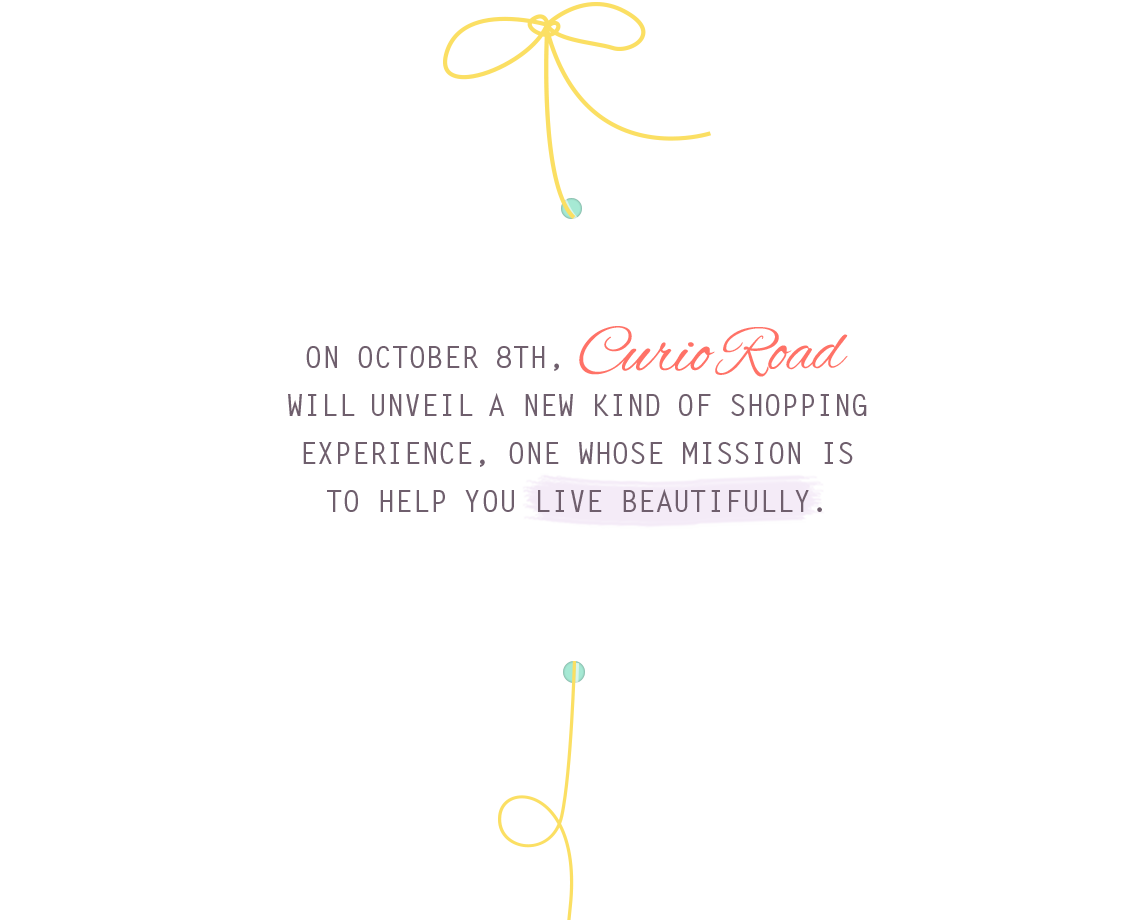 ON OCTOBER 8TH, Curio Road
WILL UNVEIL A NEW KIND OF SHOPPING
EXPERIENCE, ONE WHOSE MISSION IS
TO HELP YOU LIVE BEAUTIFULLY.